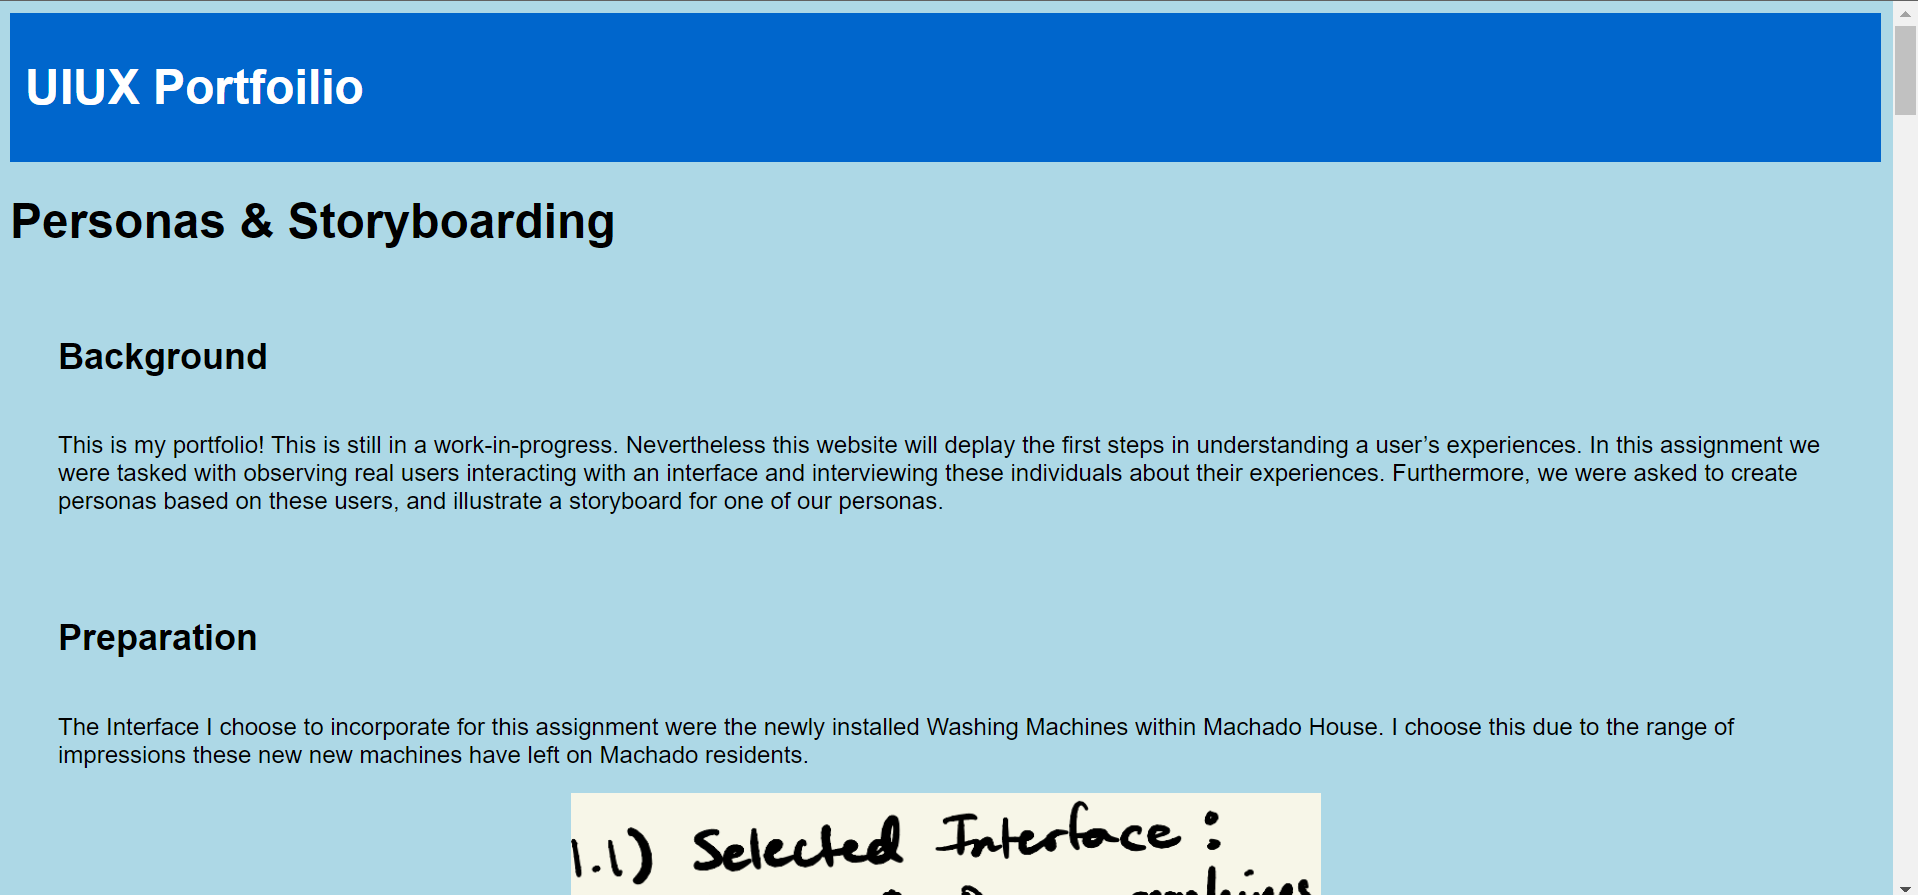 UIUX Portfoilio
Personas & Storyboarding
Background
This is my portfolio! This is still in a work-in-progress. Nevertheless this website will deplay the first steps in understanding a user’s experiences. In this assignment we
were tasked with observing real users interacting with an interface and interviewing these individuals about their experiences. Furthermore, we were asked to create
personas based on these users, and illustrate a storyboard for one of our personas.
Preparation
The Interface I choose to incorporate for this assignment were the newly installed Washing Machines within Machado House. I choose this due to the range of
impressions these new new machines have left on Machado residents.
1.1) Selected Interface:
machines